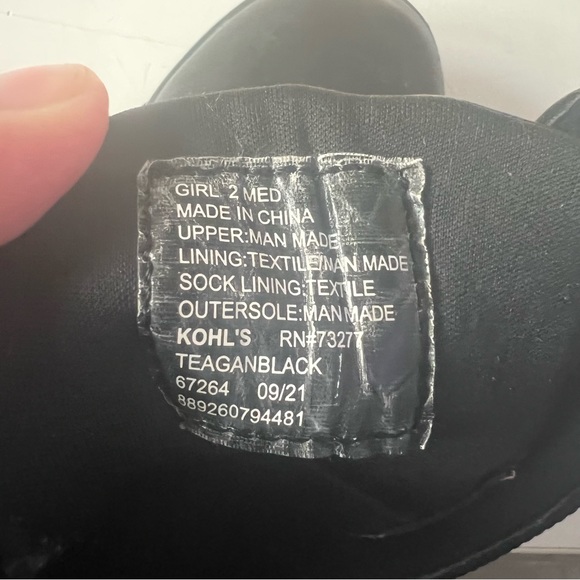 GIRL 2 MED
MADE IN CHINA
UPPER:MAN MADE
LINING:TEXTILE/MAN MADE
SOCK LINING:TEXTILE
OUTERSOLE:MAN MADE
KOHL'S RN#73277
TEAGANBLACK
67264 09/21
889260794481